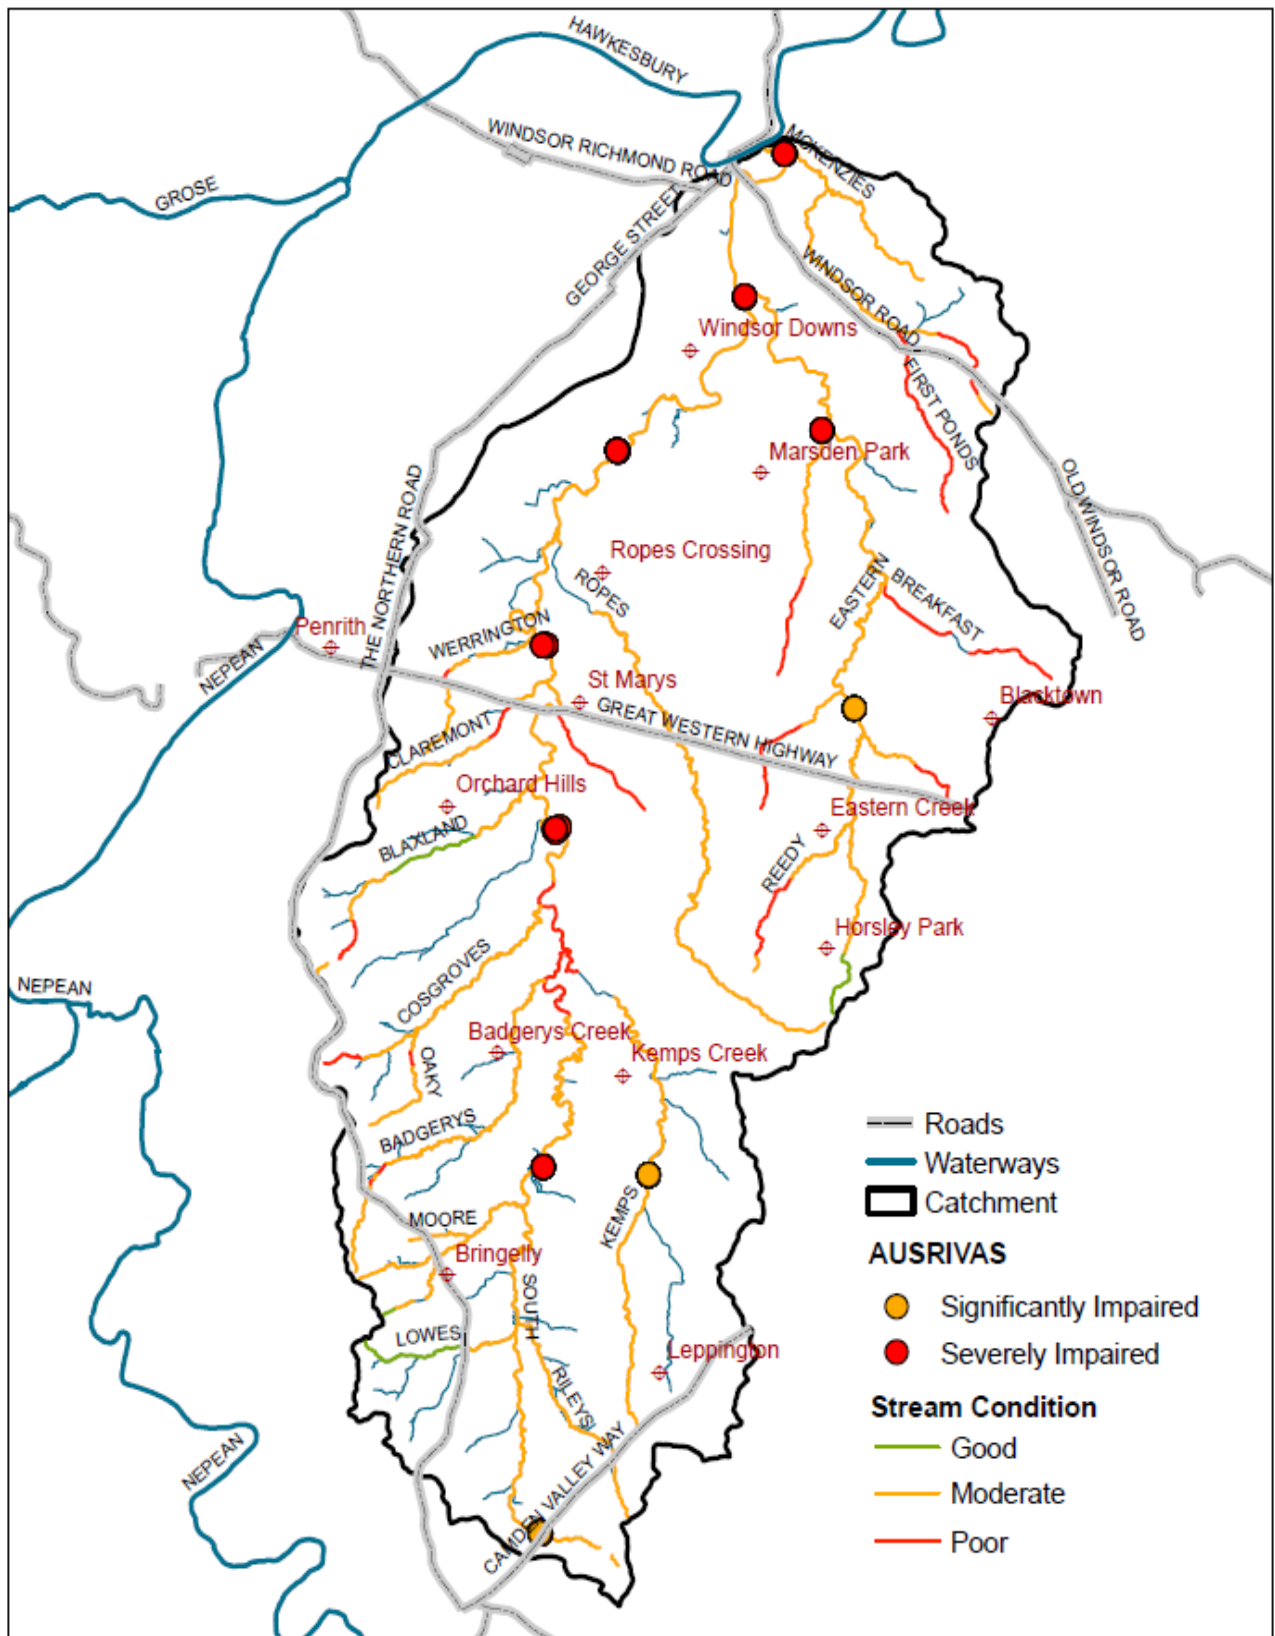 HAWKESBURY
WINDSOR RICHMOND ROAD
MCKENZIES
GROSE
GEORGE STREET
WINDSOR ROAD
Windsor Downs
FIRST PONDS
Marsden Park
OLD WINDSOR ROAD
THE NORTHERN ROAD
Ropes Crossing
ROPES
EASTERN
BREAKFAST
Penrith
WERRINGTON
NEPEAN
St Marys
Blacktown
GREAT WESTERN HIGHWAY
CLAREMONT
Orchard Hills
Eastern Creek
BLAXLAND
REEDY
Horsley Park
COSGROVES
NEPEAN
Badgerys Creek
Kemps Creek
OAKY
BADGERYS
Roads
Waterways
Catchment
MOORE
KEMPS
Bringelly
AUSRIVAS
SOUTH
Significantly Impaired
LOWES
Leppington
Severely Impaired
RILEYS
Stream Condition
Good
NEPEAN
CAMDEN VALLEY WAY
Moderate
Poor